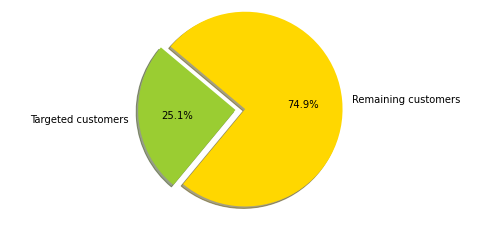 74.9%
Remaining customers
25.1%
Targeted customers